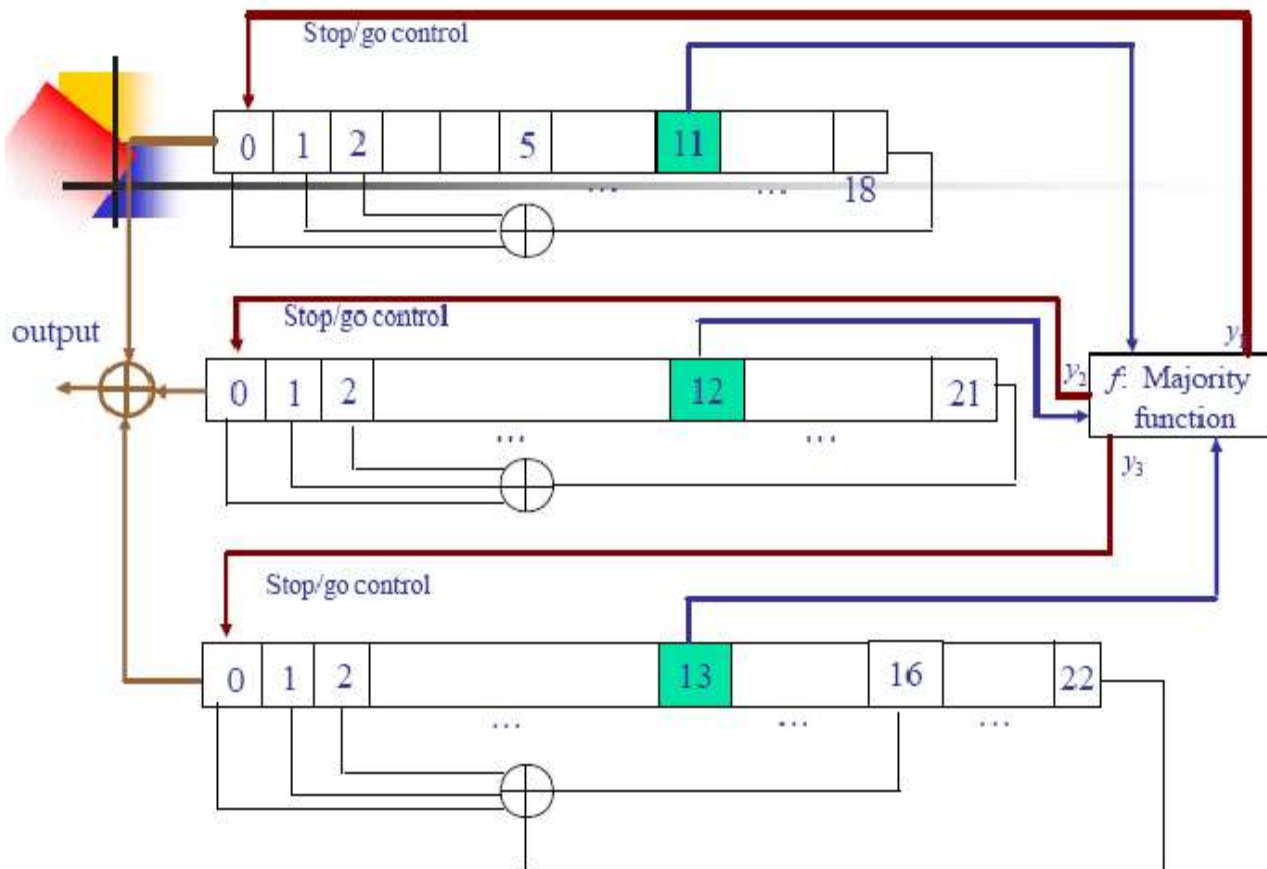 Stop/go control
0 1 2 5 11
... ... 18
Stop/go control
output
y₁
y₂
f: Majority
function
0 1 2 12 21
... ...
y₃
Stop/go control
0 1 2 13 16 22
... ... ...